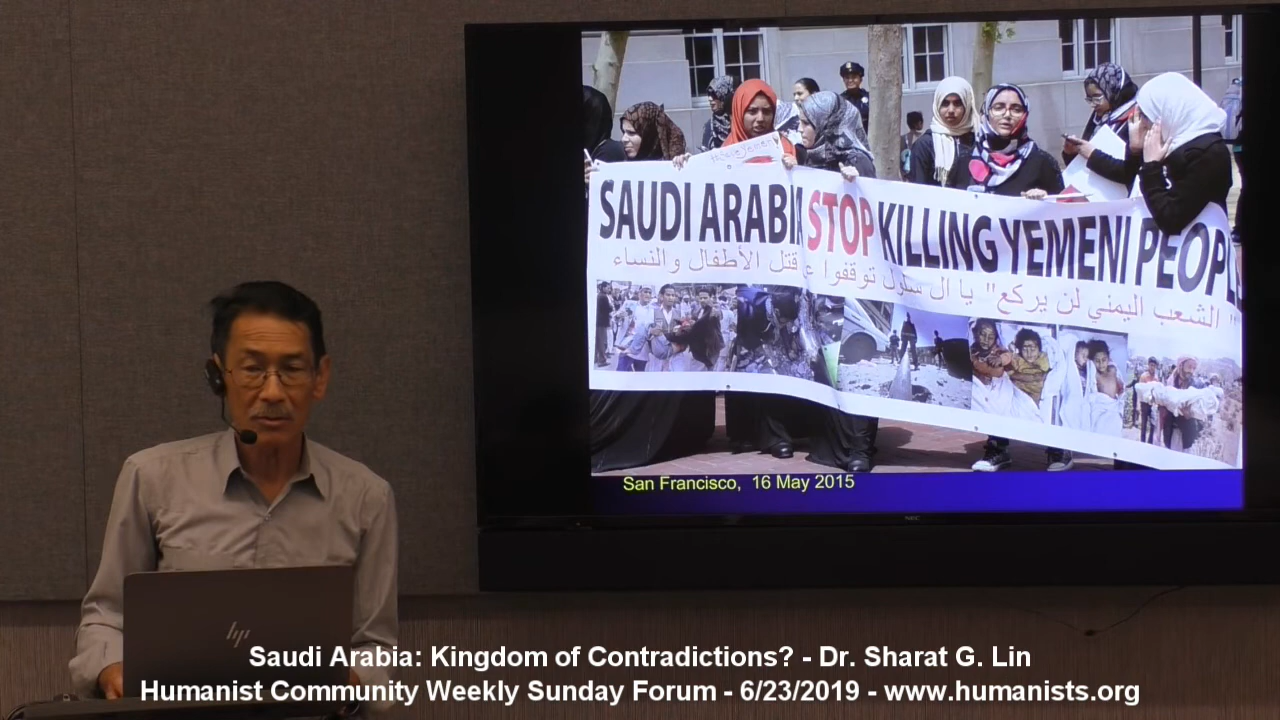 SAUDI ARABIA STOP KILLING YEMENI PEOPLE
قتل الأطفال والنساء
يا ال سلول توقفوا ع
"الشعب اليمني لن يركع"
San Francisco, 16 May 2015
NEC
hp
Saudi Arabia: Kingdom of Contradictions? - Dr. Sharat G. Lin
Humanist Community Weekly Sunday Forum - 6/23/2019 - www.humanists.org